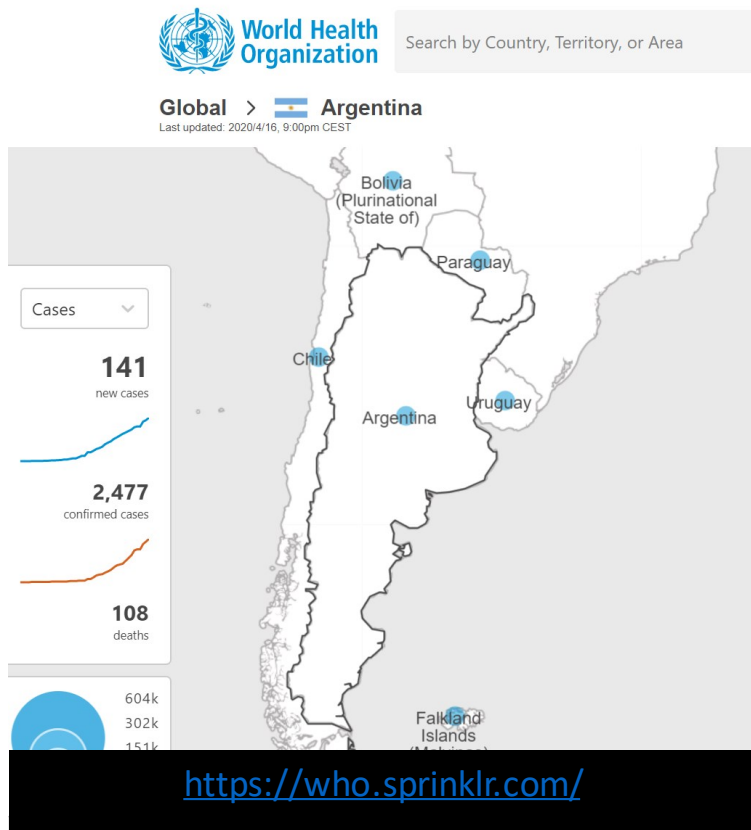 World Health
Organization
Search by Country, Territory, or Area
Global > Argentina
Last updated: 2020/4/16, 9:00pm CEST
Bolivia
(Plurinational
State of)
Paraguay
Cases
Chile
141
new cases
Uruguay
Argentina
2,477
confirmed cases
108
deaths
604k
302k
151k
Falkland
Islands
(Malvinas)
https://who.sprinklr.com/